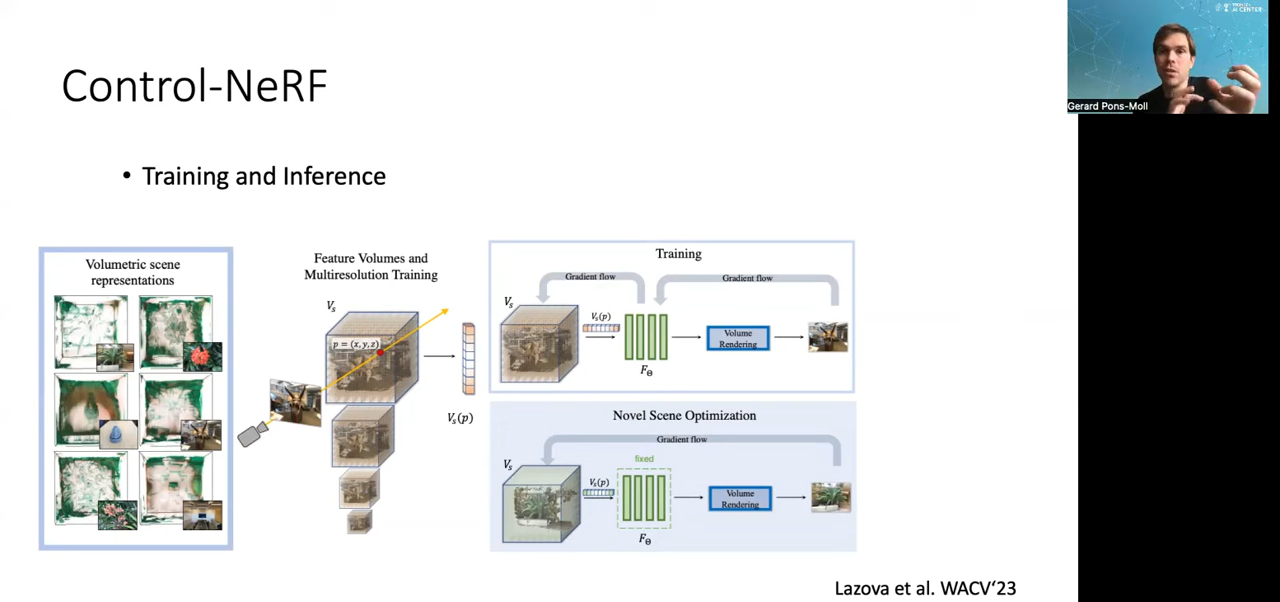 Control-NeRF
• Training and Inference
Volumetric scene
representations
Feature Volumes and
Multiresolution Training
Vs
p = (x, y, z)
Vs(p)
Training
Gradient flow
Gradient flow
Vs
Vs(p)
FΘ
Volume
Rendering
Novel Scene Optimization
Gradient flow
Vs
Vs(p)
fixed
FΘ
Volume
Rendering
Lazova et al. WACV‘23
AI CENTER
Gerard Pons-Moll